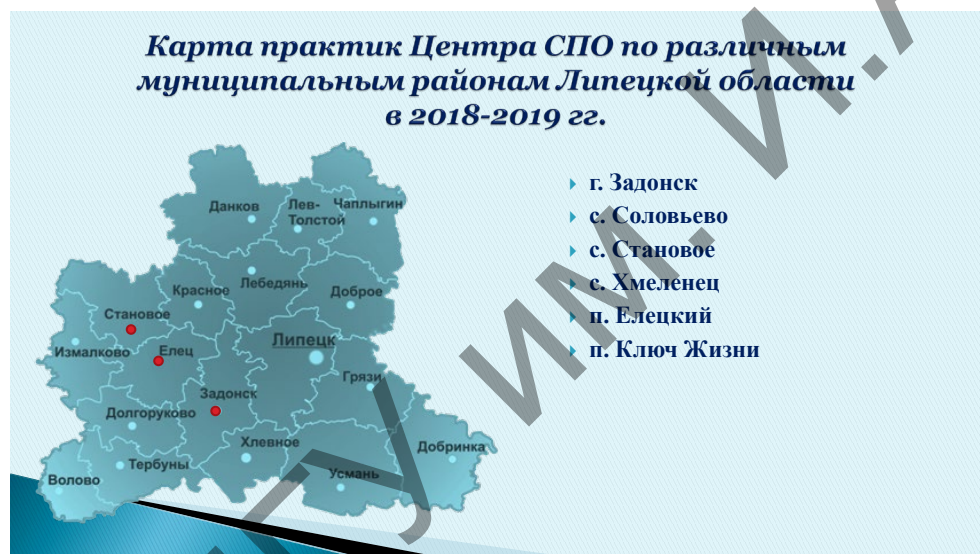 Карта практик Центра СПО по различным
муниципальным районам Липецкой области
в 2018-2019 гг.
г. Задонск
с. Соловьево
с. Становое
с. Хмеленец
п. Елецкий
п. Ключ Жизни
Данков
Лев-
Толстой
Чаплыгин
Красное
Лебедянь
Доброе
Становое
Измалково
Елец
Липецк
Грязи
Задонск
Долгоруково
Хлевное
Добринка
Тербуны
Волово
Усмань
ГУ ИМ. И.А